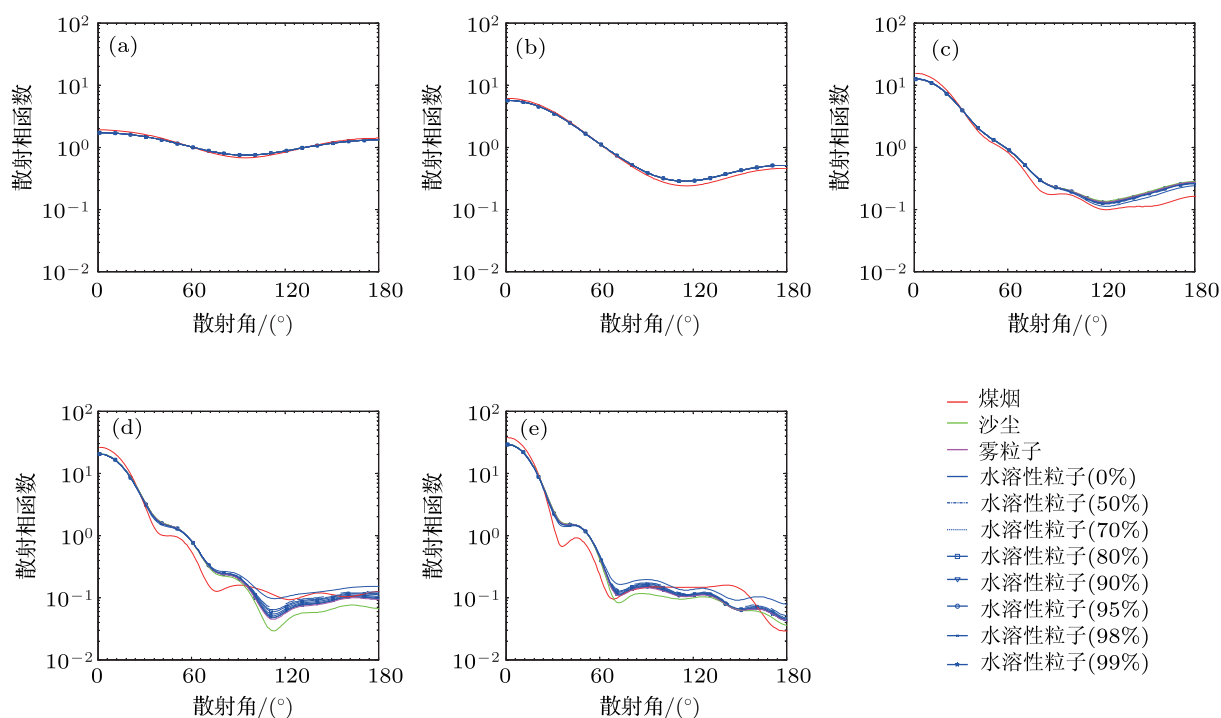 (a)
10²
10¹
10⁰
10⁻¹
10⁻²
散射相函数
0 60 120 180
散射角/(°)
(b)
10²
10¹
10⁰
10⁻¹
10⁻²
散射相函数
0 60 120 180
散射角/(°)
(c)
10²
10¹
10⁰
10⁻¹
10⁻²
散射相函数
0 60 120 180
散射角/(°)
(d)
10²
10¹
10⁰
10⁻¹
10⁻²
散射相函数
0 60 120 180
散射角/(°)
(e)
10²
10¹
10⁰
10⁻¹
10⁻²
散射相函数
0 60 120 180
散射角/(°)
煤烟
沙尘
雾粒子
水溶性粒子(0%)
水溶性粒子(50%)
水溶性粒子(70%)
水溶性粒子(80%)
水溶性粒子(90%)
水溶性粒子(95%)
水溶性粒子(98%)
水溶性粒子(99%)